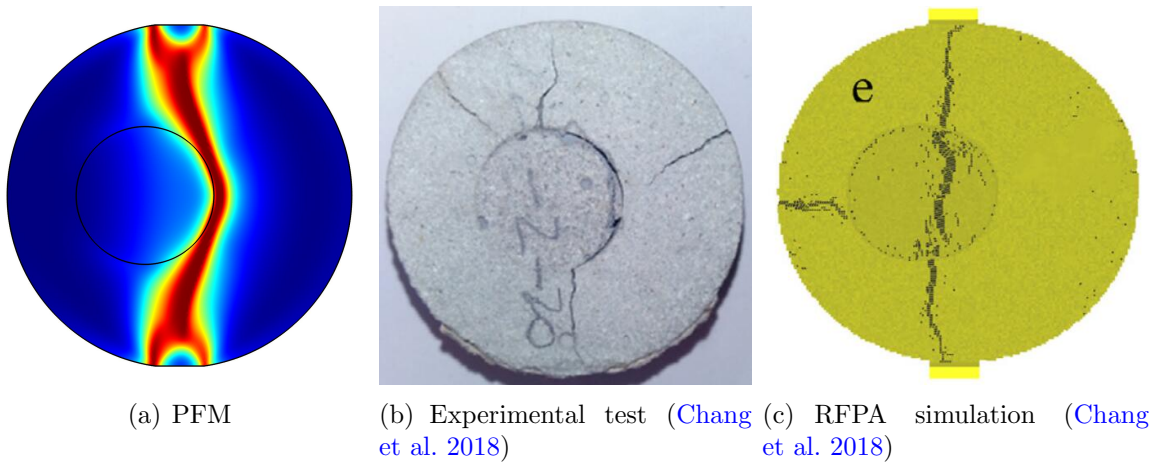 e
(a) PFM
(b) Experimental test (Chang et al. 2018)
(c) RFPA simulation (Chang et al. 2018)